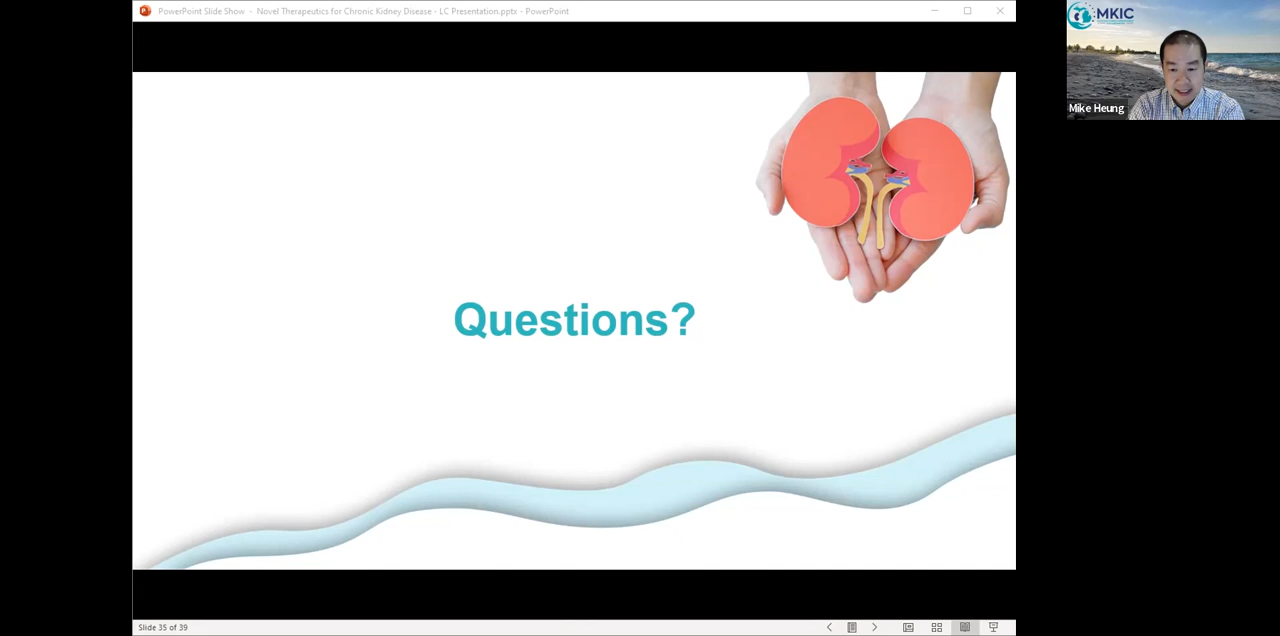 PowerPoint Slide Show - Novel Therapeutics for Chronic Kidney Disease - LC Presentation.pptx - PowerPoint
MKIC
Mike Heung
Questions?
Slide 35 of 39